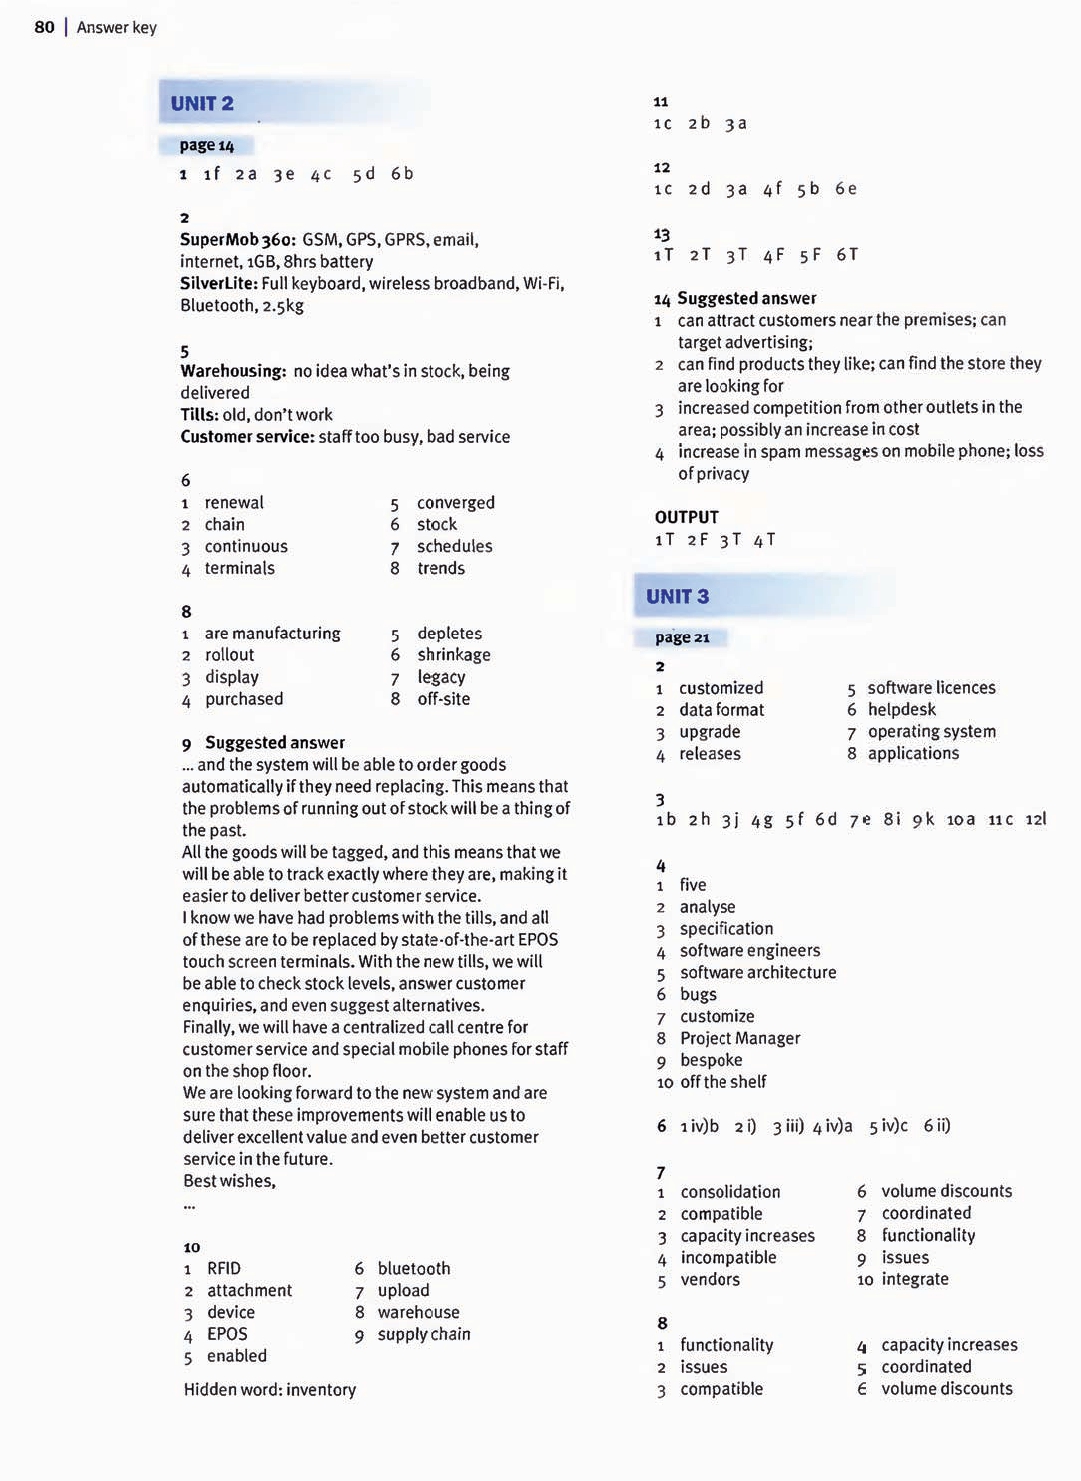 80 | Answer key
UNIT 2
page 14
1 1f 2a 3e 4c 5d 6b
2
SuperMob 360: GSM, GPS, GPRS, email,
internet, 1GB, 8hrs battery
SilverLite: Full keyboard, wireless broadband, Wi-Fi,
Bluetooth, 2.5kg
5
Warehousing: no idea what's in stock, being
delivered
Tills: old, don't work
Customer service: staff too busy, bad service
6
1 renewal 5 converged
2 chain 6 stock
3 continuous 7 schedules
4 terminals 8 trends
8
1 are manufacturing 5 depletes
2 rollout 6 shrinkage
3 display 7 legacy
4 purchased 8 off-site
9 Suggested answer
... and the system will be able to order goods
automatically if they need replacing. This means that
the problems of running out of stock will be a thing of
the past.
All the goods will be tagged, and this means that we
will be able to track exactly where they are, making it
easier to deliver better customer service.
I know we have had problems with the tills, and all
of these are to be replaced by state-of-the-art EPOS
touch screen terminals. With the new tills, we will
be able to check stock levels, answer customer
enquiries, and even suggest alternatives.
Finally, we will have a centralized call centre for
customer service and special mobile phones for staff
on the shop floor.
We are looking forward to the new system and are
sure that these improvements will enable us to
deliver excellent value and even better customer
service in the future.
Best wishes,
...
10
1 RFID 6 bluetooth
2 attachment 7 upload
3 device 8 warehouse
4 EPOS 9 supply chain
5 enabled
Hidden word: inventory
11
1c 2b 3a
12
1c 2d 3a 4f 5b 6e
13
1T 2T 3T 4F 5F 6T
14 Suggested answer
1 can attract customers near the premises; can
target advertising;
2 can find products they like; can find the store they
are looking for
3 increased competition from other outlets in the
area; possibly an increase in cost
4 increase in spam messages on mobile phone; loss
of privacy
OUTPUT
1T 2F 3T 4T
UNIT 3
page 21
2
1 customized 5 software licences
2 data format 6 helpdesk
3 upgrade 7 operating system
4 releases 8 applications
3
1b 2h 3j 4g 5f 6d 7e 8i 9k 10a 11c 12l
4
1 five
2 analyse
3 specification
4 software engineers
5 software architecture
6 bugs
7 customize
8 Project Manager
9 bespoke
10 off the shelf
6 1 iv)b 2 i) 3 iii) 4 iv)a 5 iv)c 6 ii)
7
1 consolidation 6 volume discounts
2 compatible 7 coordinated
3 capacity increases 8 functionality
4 incompatible 9 issues
5 vendors 10 integrate
8
1 functionality 4 capacity increases
2 issues 5 coordinated
3 compatible 6 volume discounts